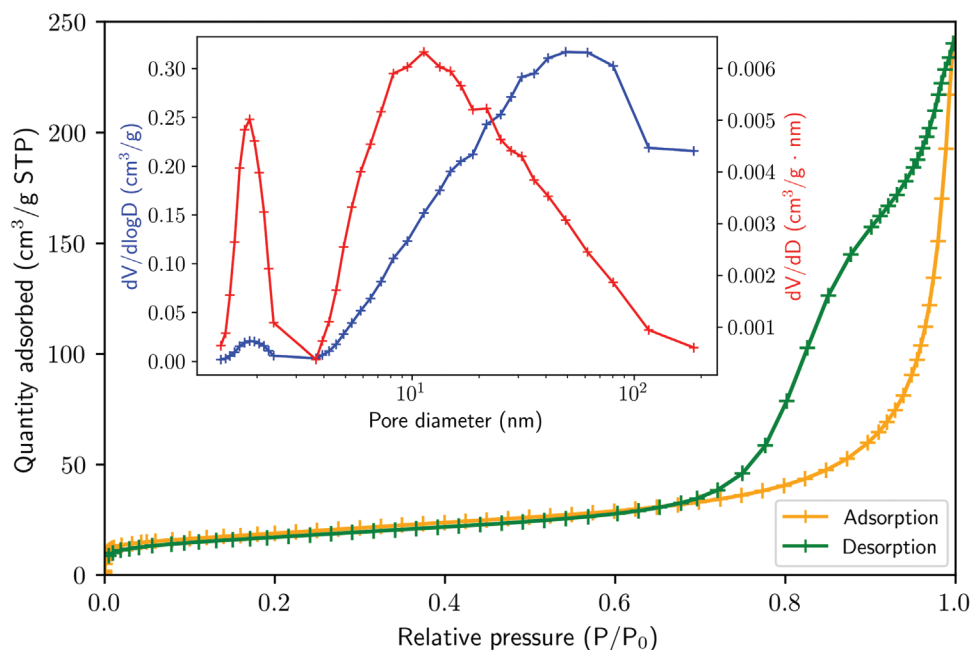 250
200
150
100
50
0
Quantity adsorbed (cm³/g STP)
0.0 0.2 0.4 0.6 0.8 1.0
Relative pressure (P/P₀)
0.30
0.25
0.20
0.15
0.10
0.05
0.00
dV/dlogD (cm³/g)
10¹ 10²
Pore diameter (nm)
0.006
0.005
0.004
0.003
0.002
0.001
dV/dD (cm³/g · nm)
Adsorption
Desorption